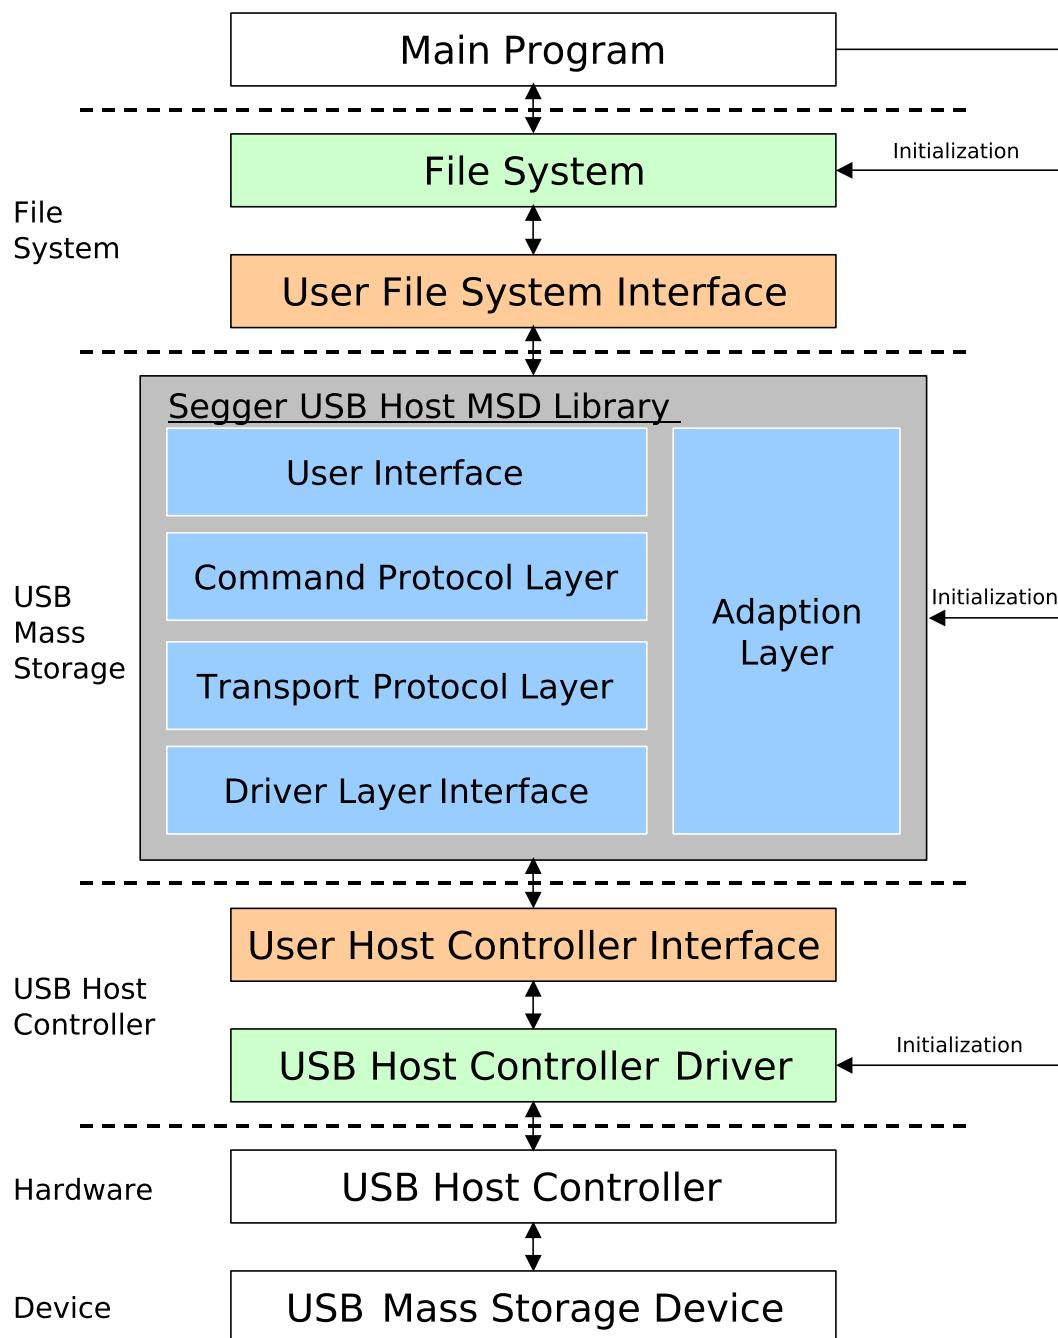 Main Program
Initialization
File System
File
System
User File System Interface
Segger USB Host MSD Library
User Interface
Command Protocol Layer
Adaption
Layer
Initialization
USB
Mass
Storage
Transport Protocol Layer
Driver Layer Interface
User Host Controller Interface
USB Host
Controller
Initialization
USB Host Controller Driver
Hardware
USB Host Controller
Device
USB Mass Storage Device